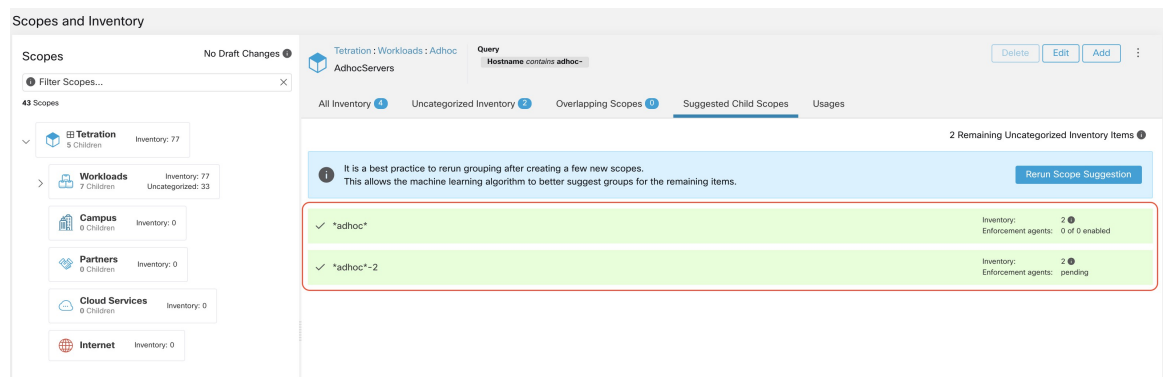 Scopes and Inventory
Scopes
No Draft Changes
Filter Scopes...
43 Scopes
Tetration
5 Children
Inventory: 77
Workloads
7 Children
Inventory: 77
Uncategorized: 33
Campus
0 Children
Inventory: 0
Partners
0 Children
Inventory: 0
Cloud Services
0 Children
Inventory: 0
Internet
Inventory: 0
Tetration : Workloads : Adhoc
AdhocServers
Query
Hostname contains adhoc-
Delete
Edit
Add
All Inventory 4
Uncategorized Inventory 2
Overlapping Scopes 0
Suggested Child Scopes
Usages
2 Remaining Uncategorized Inventory Items
It is a best practice to rerun grouping after creating a few new scopes.
This allows the machine learning algorithm to better suggest groups for the remaining items.
Rerun Scope Suggestion
*adhoc*
Inventory: 2
Enforcement agents: 0 of 0 enabled
*adhoc*-2
Inventory: 2
Enforcement agents: pending